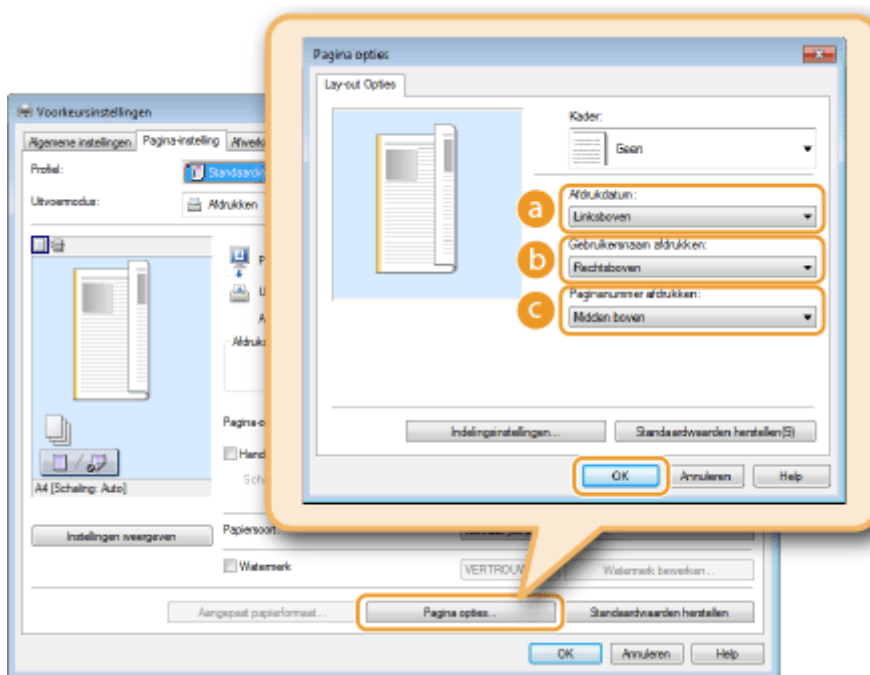 Pagina opties
Lay-out Opties
Kader:
Geen
a
Afdrukdatum:
Linksboven
b
Gebruikersnaam afdrukken:
Rechtsboven
c
Paginanummer afdrukken:
Midden boven
Indelingsinstellingen...
Standaardwaarden herstellen(S)
OK Annuleren Help
Voorkeursinstellingen
Algemene instellingen Pagina-instelling
Profiel:
Uitvoermodus: Afdrukken
A4 [Schaling: Auto]
Instellingen weergeven
Papiersoort:
Watermerk
Watermerk bewerken...
Aangepast papierformaat... Pagina opties... Standaardwaarden herstellen
OK Annuleren Help